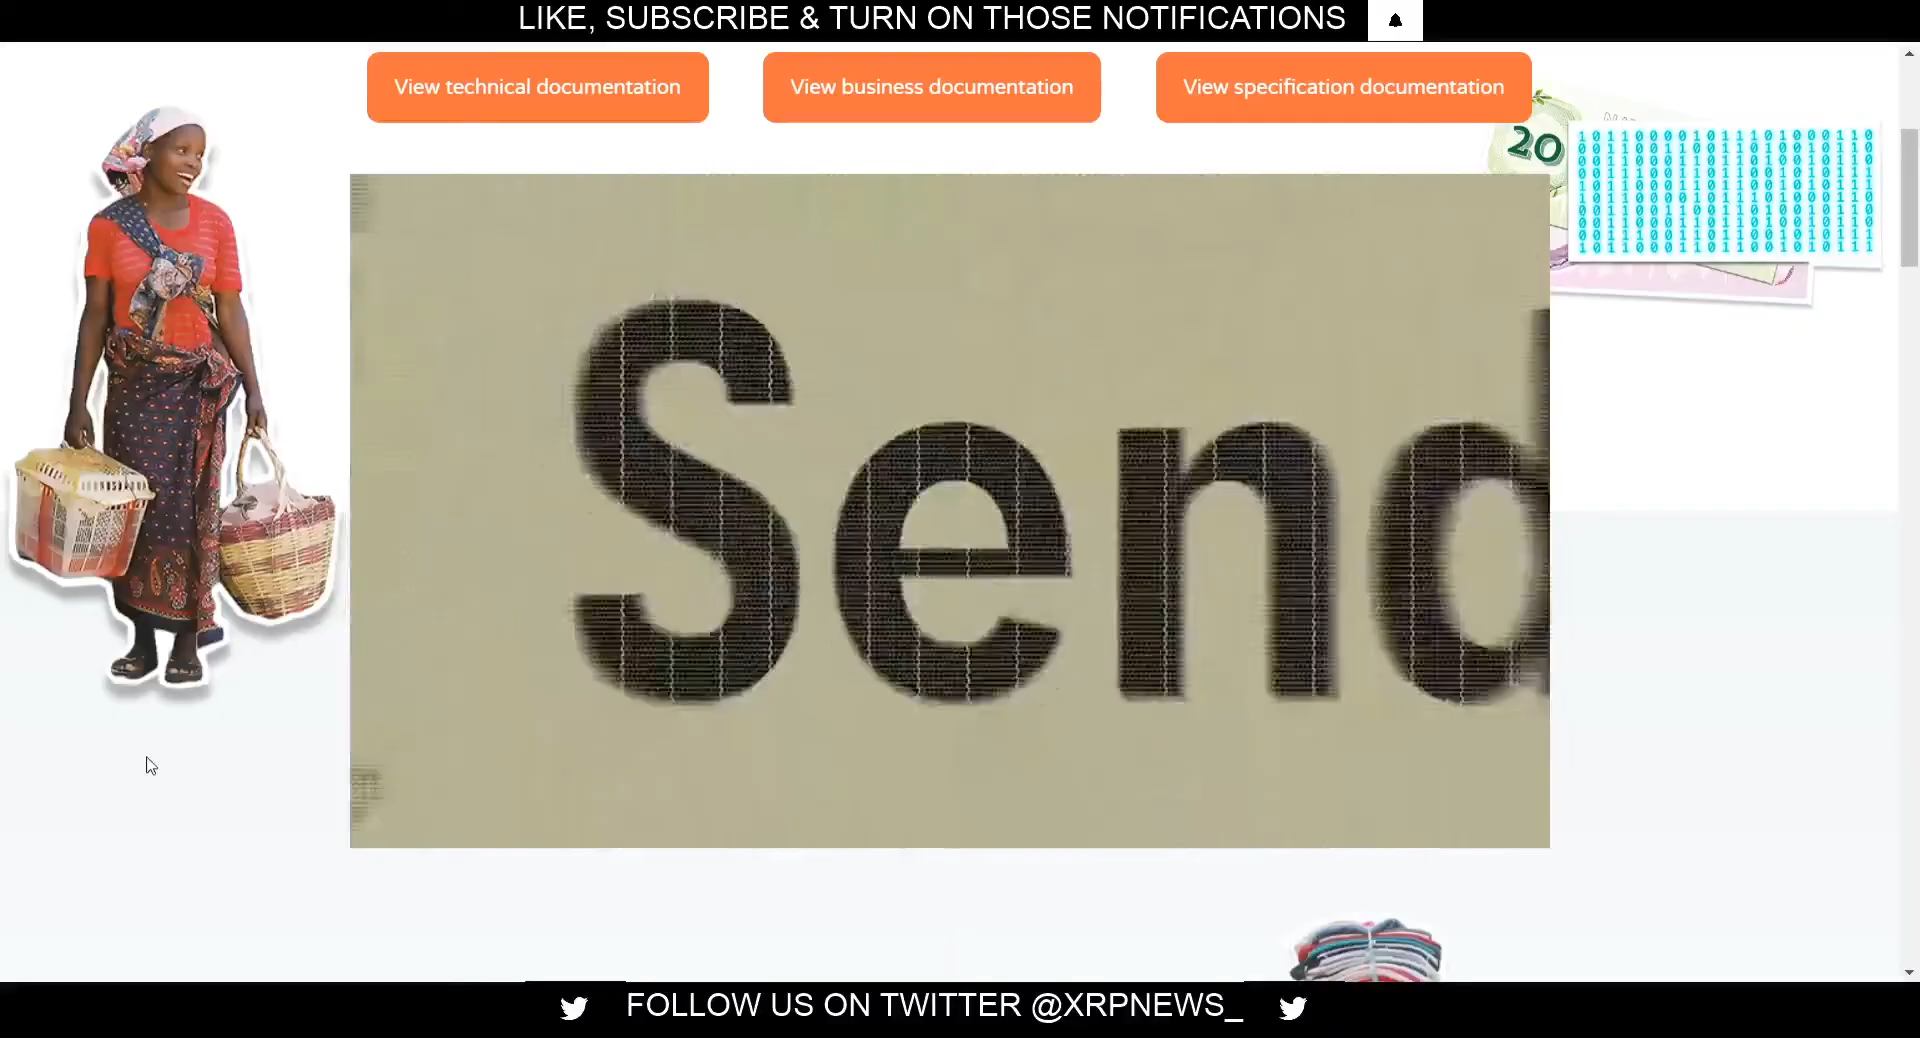 LIKE, SUBSCRIBE & TURN ON THOSE NOTIFICATIONS
View technical documentation
View business documentation
View specification documentation
20
Send
FOLLOW US ON TWITTER @XRPNEWS_